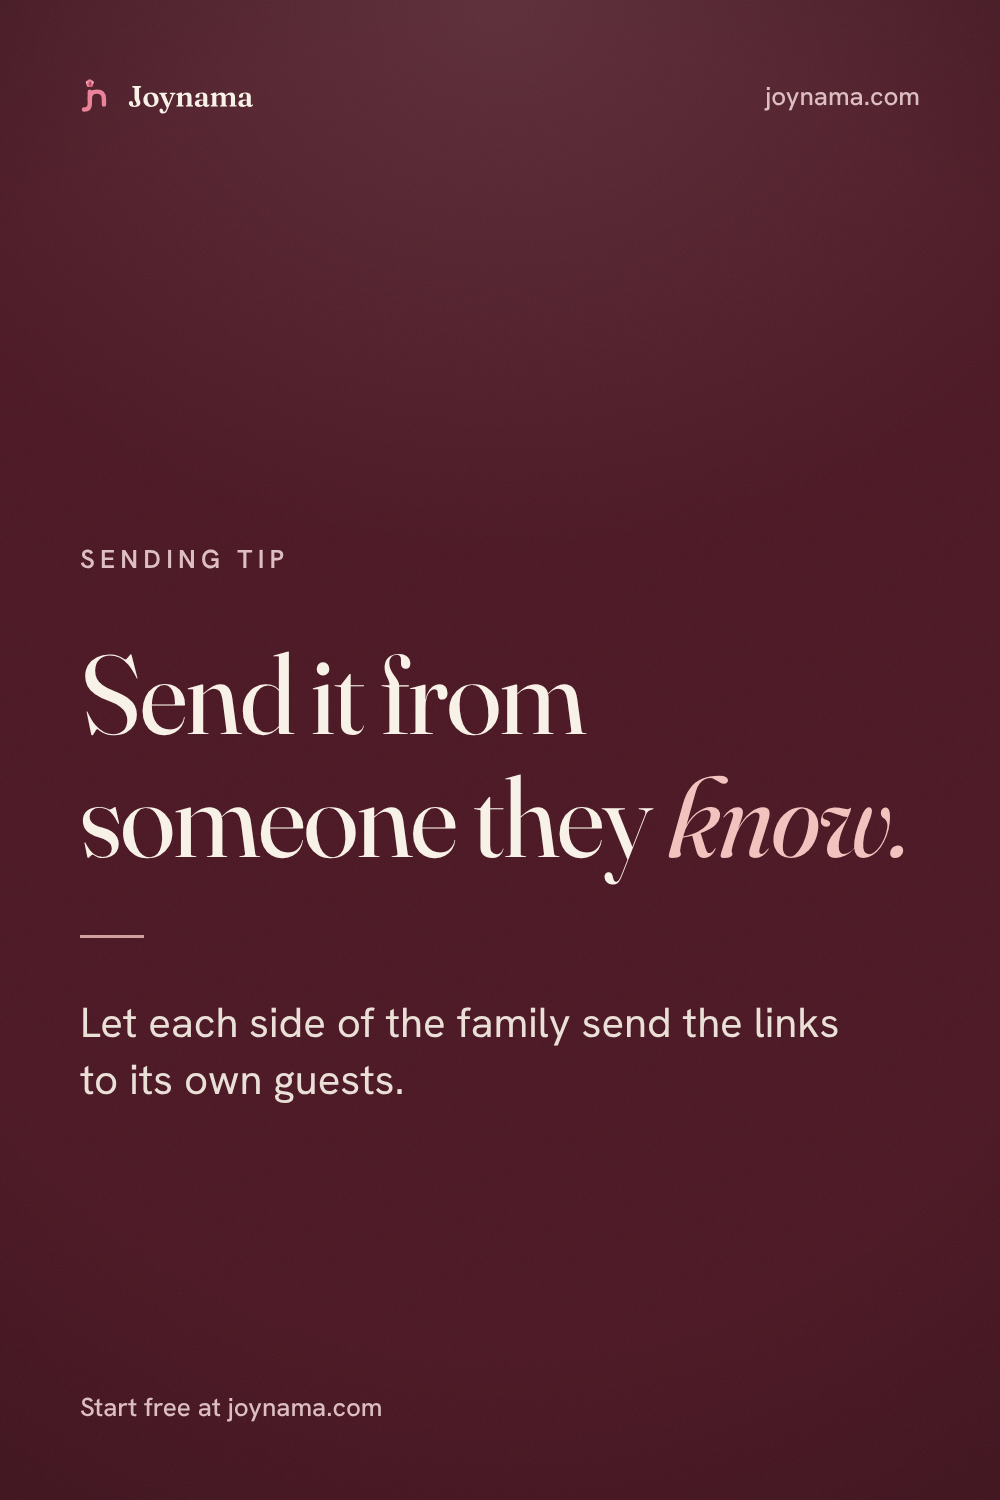 Joynama
joynama.com
SENDING TIP
Send it from
someone they know.
Let each side of the family send the links
to its own guests.
Start free at joynama.com